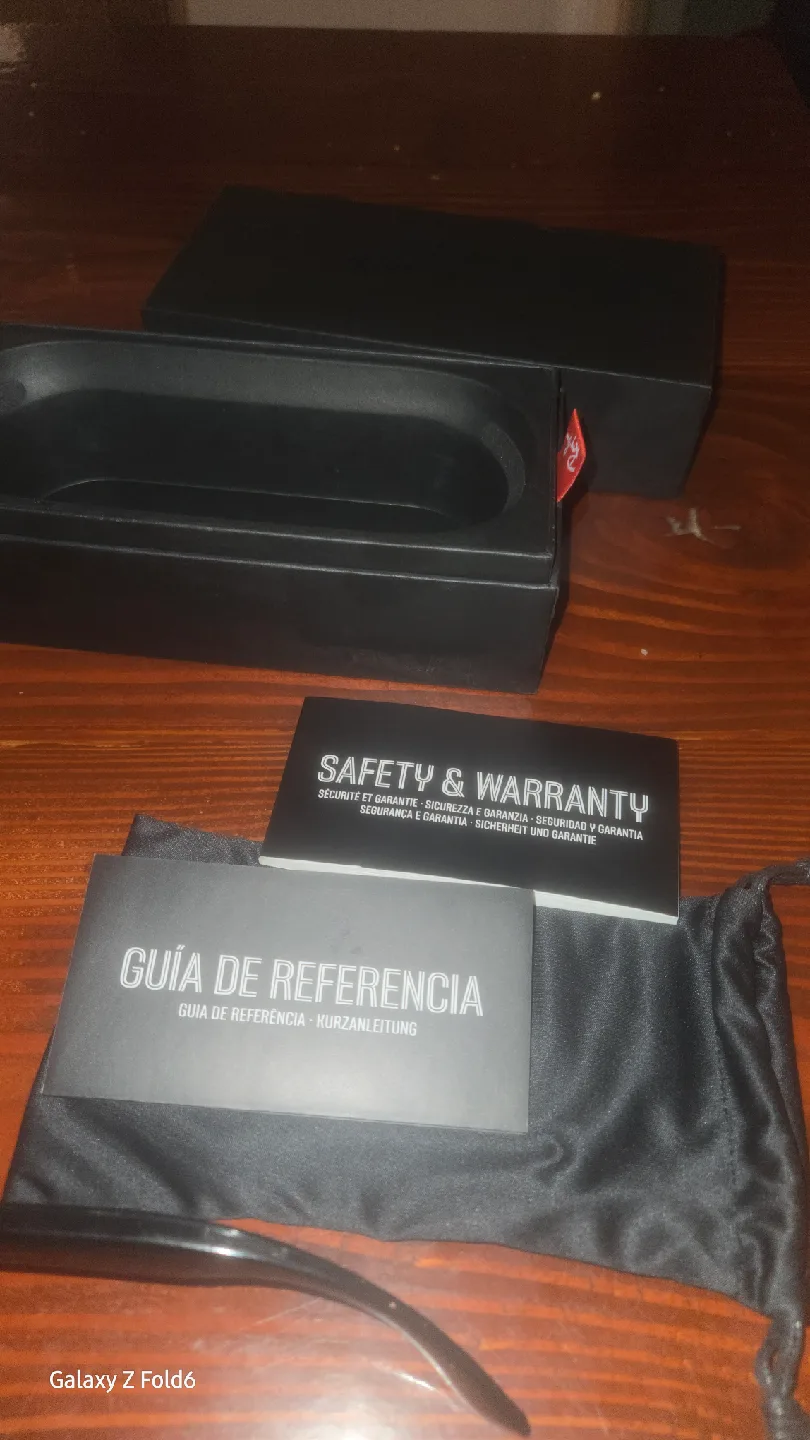 SAFETY & WARRANTY
SÉCURITÉ ET GARANTIE · SICUREZZA E GARANZIA · SEGURIDAD Y GARANTIA
SEGURANÇA E GARANTIA · SICHERHEIT UND GARANTIE
GUÍA DE REFERENCIA
GUIA DE REFERÊNCIA · KURZANLEITUNG
Galaxy Z Fold6